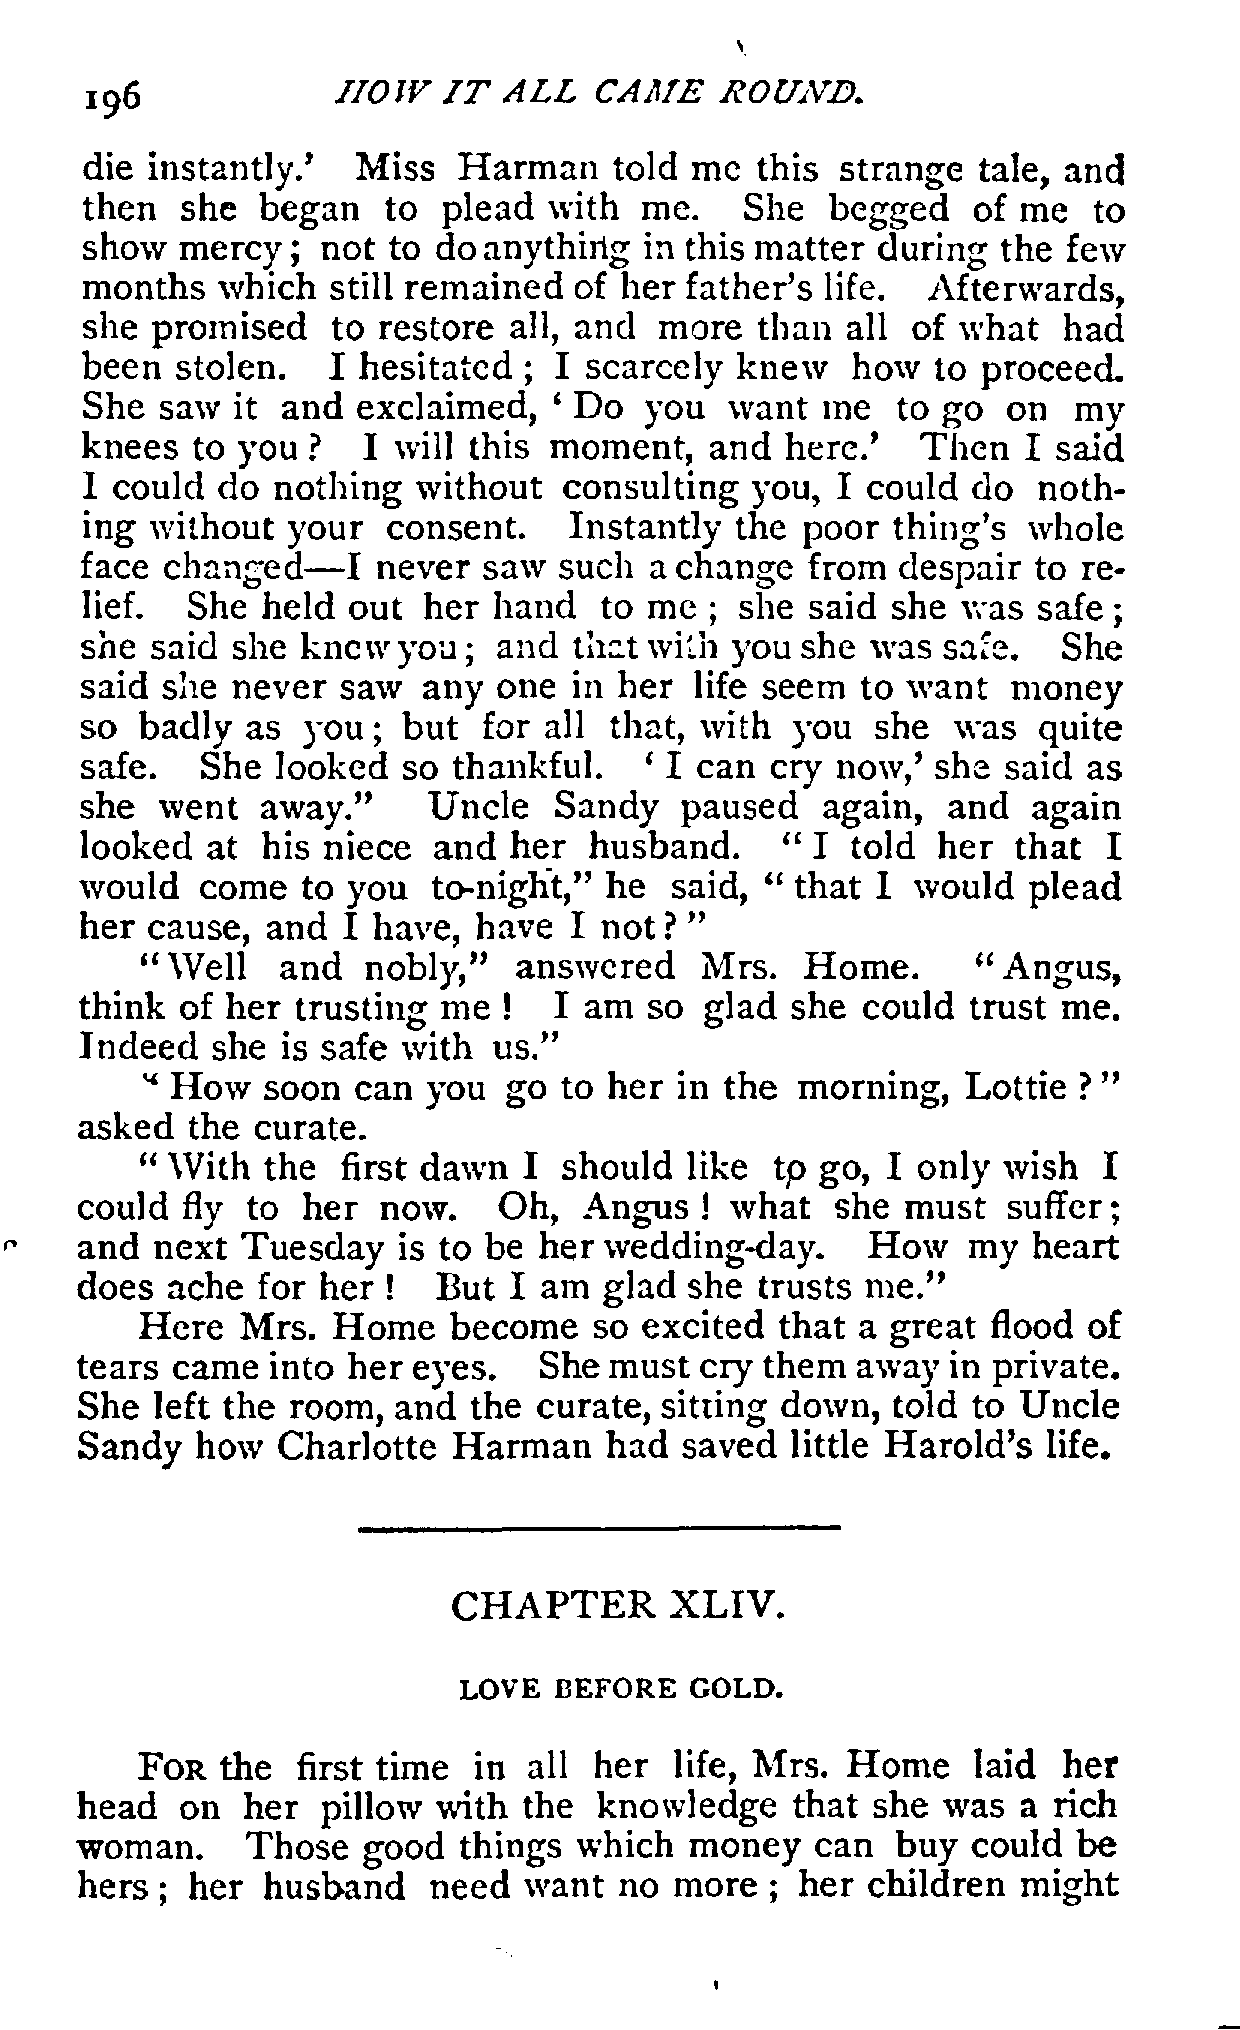 196 HOW IT ALL CAME ROUND.
die instantly.' Miss Harman told me this strange tale, and
then she began to plead with me. She begged of me to
show mercy; not to do anything in this matter during the few
months which still remained of her father's life. Afterwards,
she promised to restore all, and more than all of what had
been stolen. I hesitated; I scarcely knew how to proceed.
She saw it and exclaimed, 'Do you want me to go on my
knees to you? I will this moment, and here.' Then I said
I could do nothing without consulting you, I could do noth-
ing without your consent. Instantly the poor thing's whole
face changed—I never saw such a change from despair to re-
lief. She held out her hand to me; she said she was safe;
she said she knew you; and that with you she was safe. She
said she never saw any one in her life seem to want money
so badly as you; but for all that, with you she was quite
safe. She looked so thankful. 'I can cry now,' she said as
she went away." Uncle Sandy paused again, and again
looked at his niece and her husband. "I told her that I
would come to you to-night," he said, "that I would plead
her cause, and I have, have I not?"
"Well and nobly," answered Mrs. Home. "Angus,
think of her trusting me! I am so glad she could trust me.
Indeed she is safe with us."
"How soon can you go to her in the morning, Lottie?"
asked the curate.
"With the first dawn I should like to go, I only wish I
could fly to her now. Oh, Angus! what she must suffer;
and next Tuesday is to be her wedding-day. How my heart
does ache for her! But I am glad she trusts me."
Here Mrs. Home become so excited that a great flood of
tears came into her eyes. She must cry them away in private.
She left the room, and the curate, sitting down, told to Uncle
Sandy how Charlotte Harman had saved little Harold's life.
CHAPTER XLIV.
LOVE BEFORE GOLD.
FOR the first time in all her life, Mrs. Home laid her
head on her pillow with the knowledge that she was a rich
woman. Those good things which money can buy could be
hers; her husband need want no more; her children might